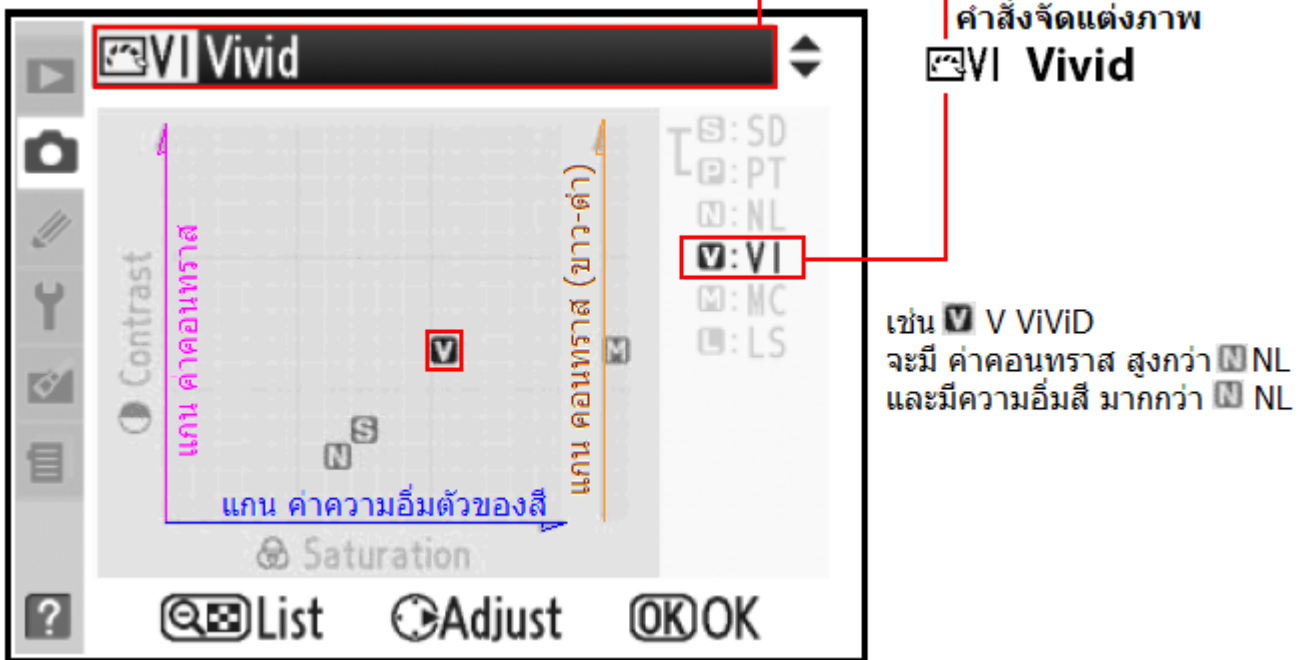 คำสั่งจัดแต่งภาพ
VI Vivid
VI Vivid
S: SD
P: PT
N: NL
V: VI
M: MC
L: LS
Contrast
แกน ค่าคอนทราส
แกน คอนทราส (ขาว-ดำ)
V
M
S
N
แกน ค่าความอิ่มตัวของสี
Saturation
เช่น V V ViViD
จะมี ค่าคอนทราส สูงกว่า N NL
และมีความอิ่มสี มากกว่า N NL
? List Adjust OK OK